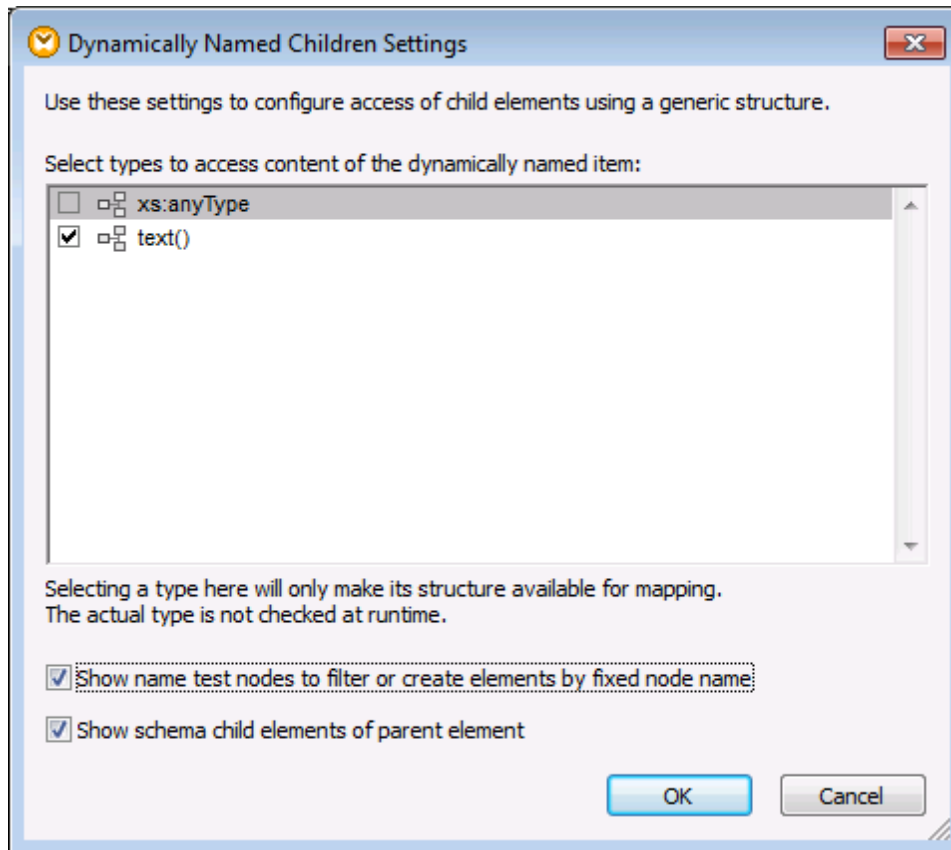 Dynamically Named Children Settings
Use these settings to configure access of child elements using a generic structure.
Select types to access content of the dynamically named item:
xs:anyType
text()
Selecting a type here will only make its structure available for mapping.
The actual type is not checked at runtime.
Show name test nodes to filter or create elements by fixed node name
Show schema child elements of parent element
OK Cancel